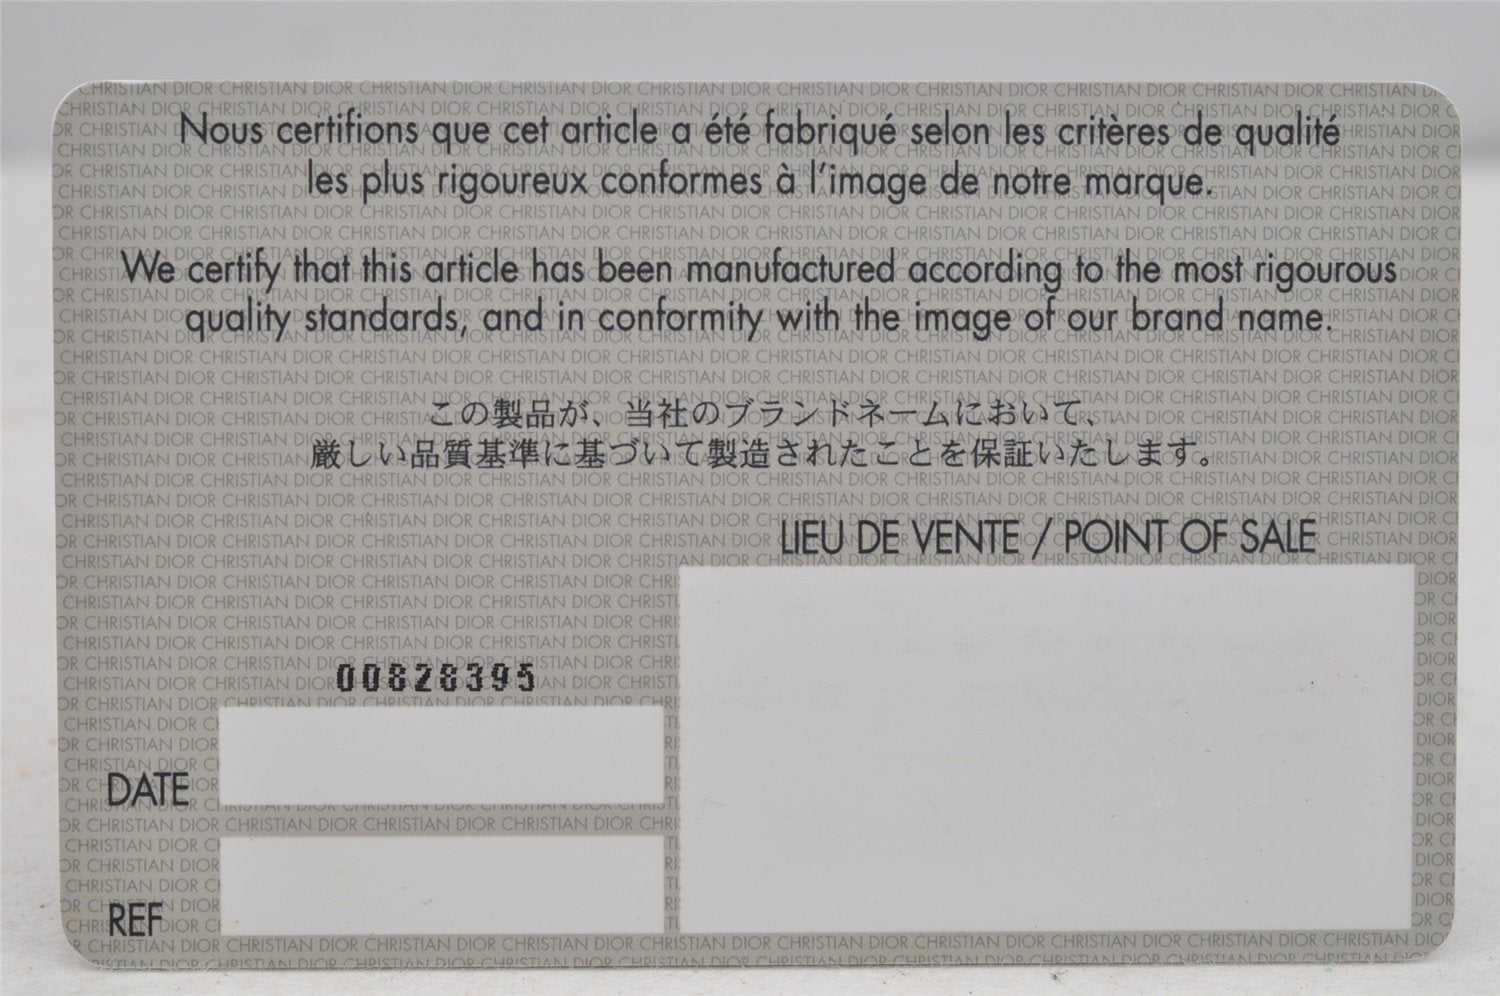 Nous certifions que cet article a été fabriqué selon les critères de qualité
les plus rigoureux conformes à l'image de notre marque.
We certify that this article has been manufactured according to the most rigourous
quality standards, and in conformity with the image of our brand name.
この製品が、当社のブランドネームにおいて、
厳しい品質基準に基づいて製造されたことを保証いたします。
LIEU DE VENTE / POINT OF SALE
00828395
DATE
REF